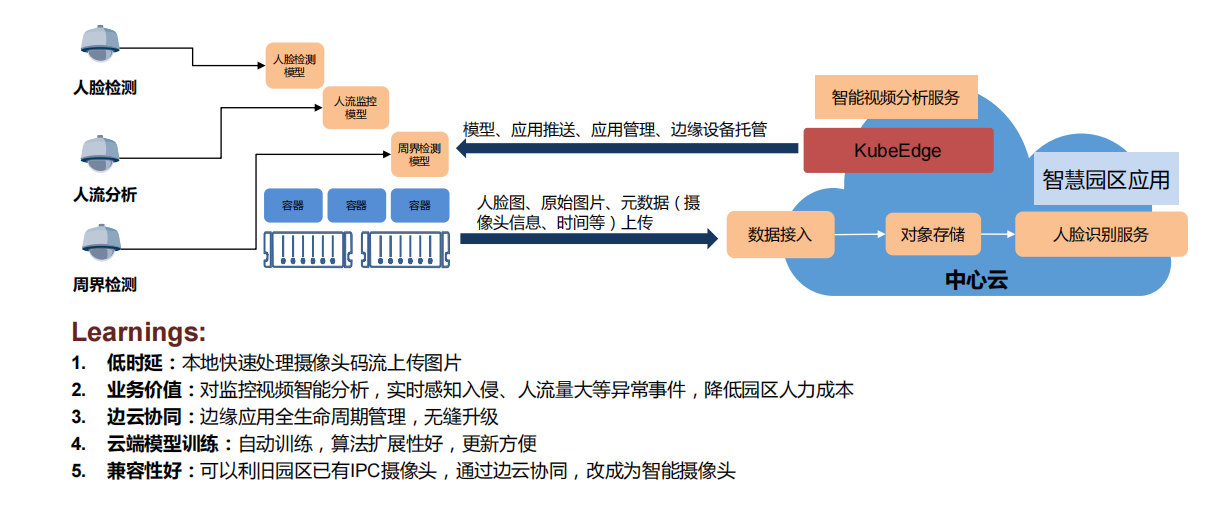 人脸检测
人流分析
周界检测
人脸检测
模型
人流监控
模型
周界检测
模型
容器
容器
容器
模型、应用推送、应用管理、边缘设备托管
人脸图、原始图片、元数据（摄
像头信息、时间等）上传
智能视频分析服务
KubeEdge
智慧园区应用
数据接入
对象存储
人脸识别服务
中心云
Learnings:
1. 低时延：本地快速处理摄像头码流上传图片
2. 业务价值：对监控视频智能分析，实时感知入侵、人流量大等异常事件，降低园区人力成本
3. 边云协同：边缘应用全生命周期管理，无缝升级
4. 云端模型训练：自动训练，算法扩展性好，更新方便
5. 兼容性好：可以利旧园区已有IPC摄像头，通过边云协同，改成为智能摄像头